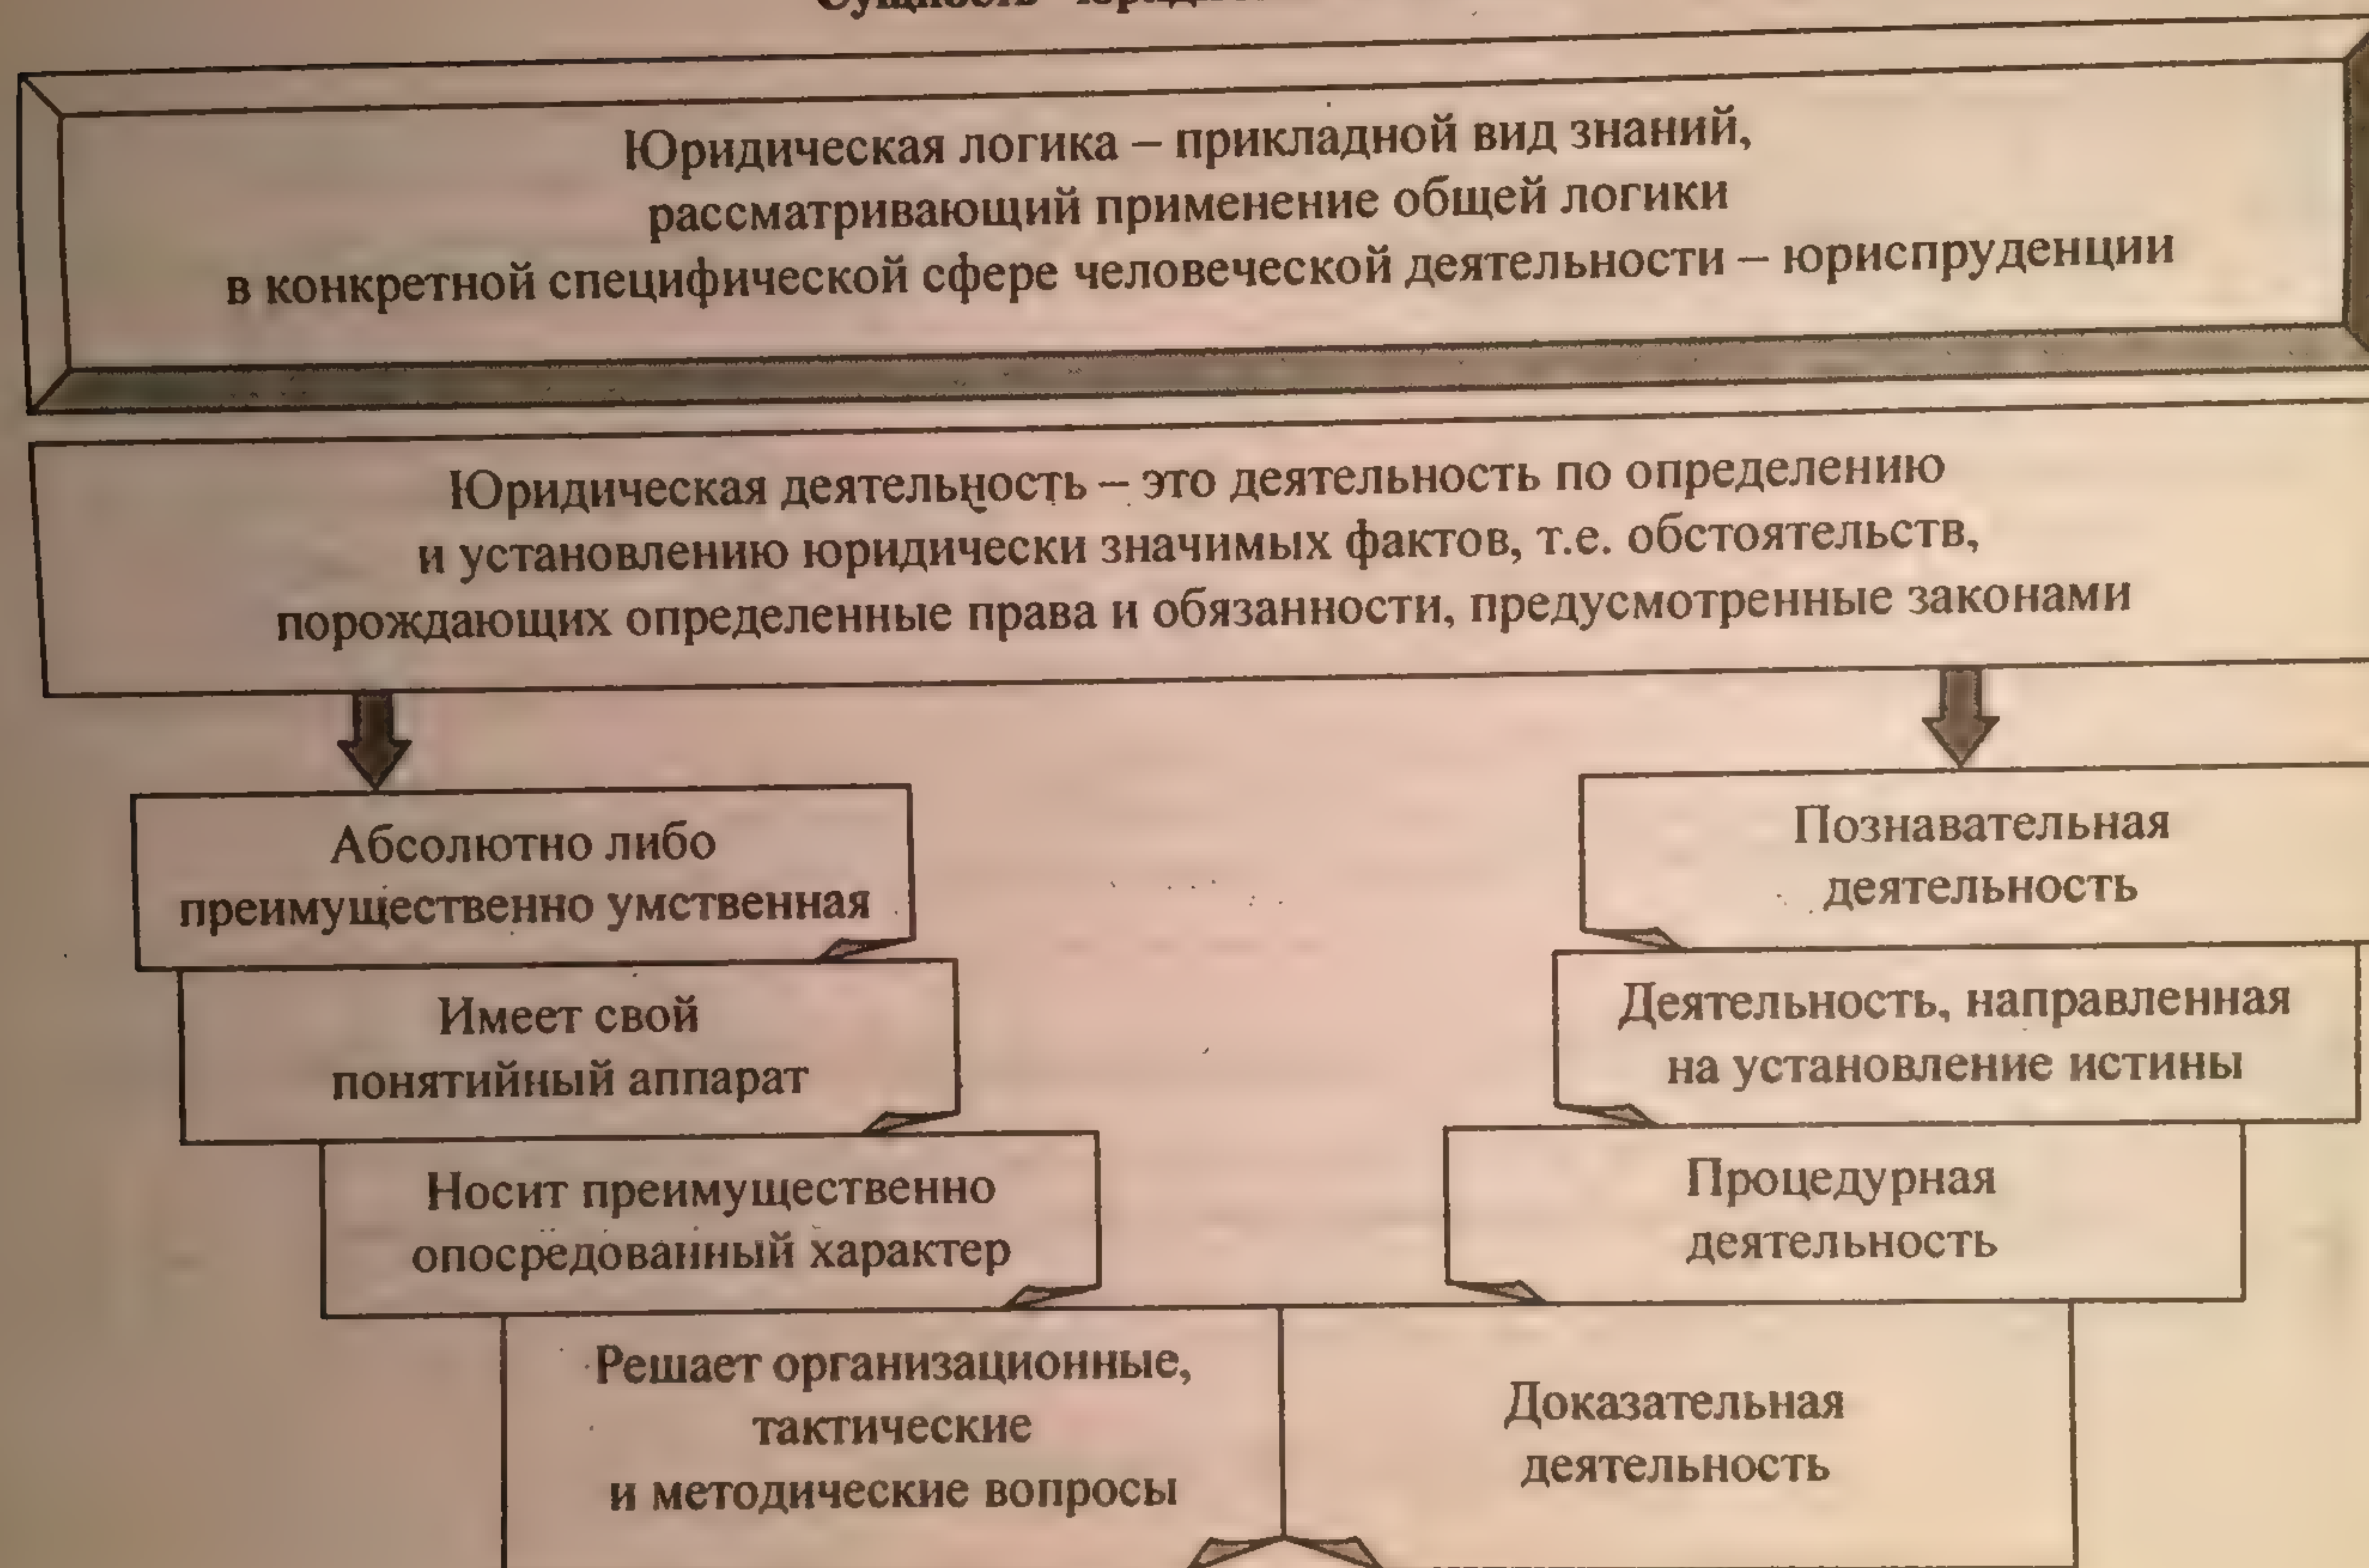 Сущность
Юридическая логика – прикладной вид знаний,
рассматривающий применение общей логики
в конкретной специфической сфере человеческой деятельности – юриспруденции
Юридическая деятельность – это деятельность по определению
и установлению юридически значимых фактов, т.е. обстоятельств,
порождающих определенные права и обязанности, предусмотренные законами
Абсолютно либо
преимущественно умственная
Имеет свой
понятийный аппарат
Носит преимущественно
опосредованный характер
Решает организационные,
тактические
и методические вопросы
Познавательная
деятельность
Деятельность, направленная
на установление истины
Процедурная
деятельность
Доказательная
деятельность